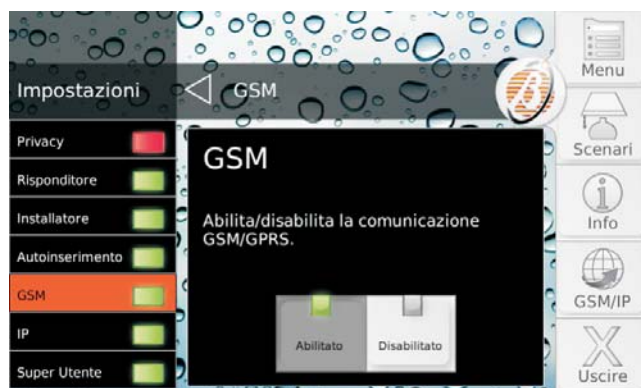 Impostazioni
GSM
Privacy
Risponditore
Installatore
Autoinserimento
GSM
IP
Super Utente
GSM
Abilita/disabilita la comunicazione
GSM/GPRS.
Abilitato
Disabilitato
Menu
Scenari
Info
GSM/IP
Uscire